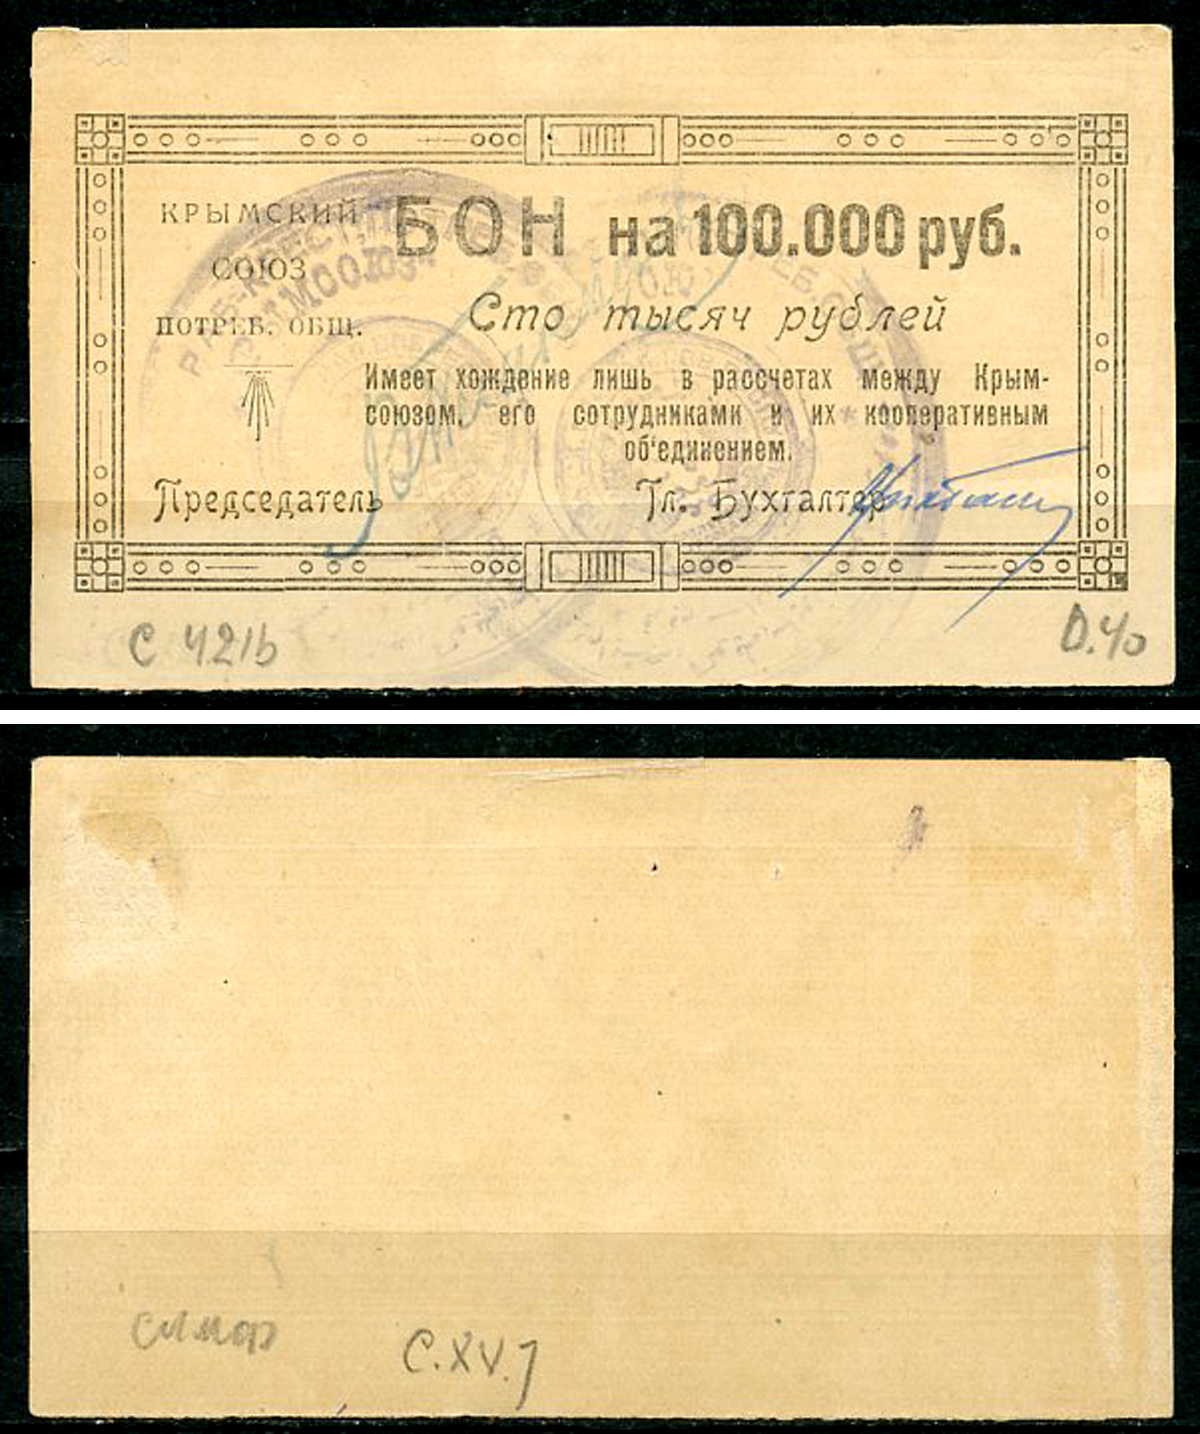 КРЫМСКИЙ
СОЮЗ
ПОТРЕБ. ОБЩ.
БОН на 100.000 руб.
Сто тысяч рублей
Имеет хождение лишь в рассчетах между Крым-
союзом, его сотрудниками и их кооперативным
об'единением.
Председатель
Гл. Бухгалтер
С 421b
D.40
симф
С.XV.7